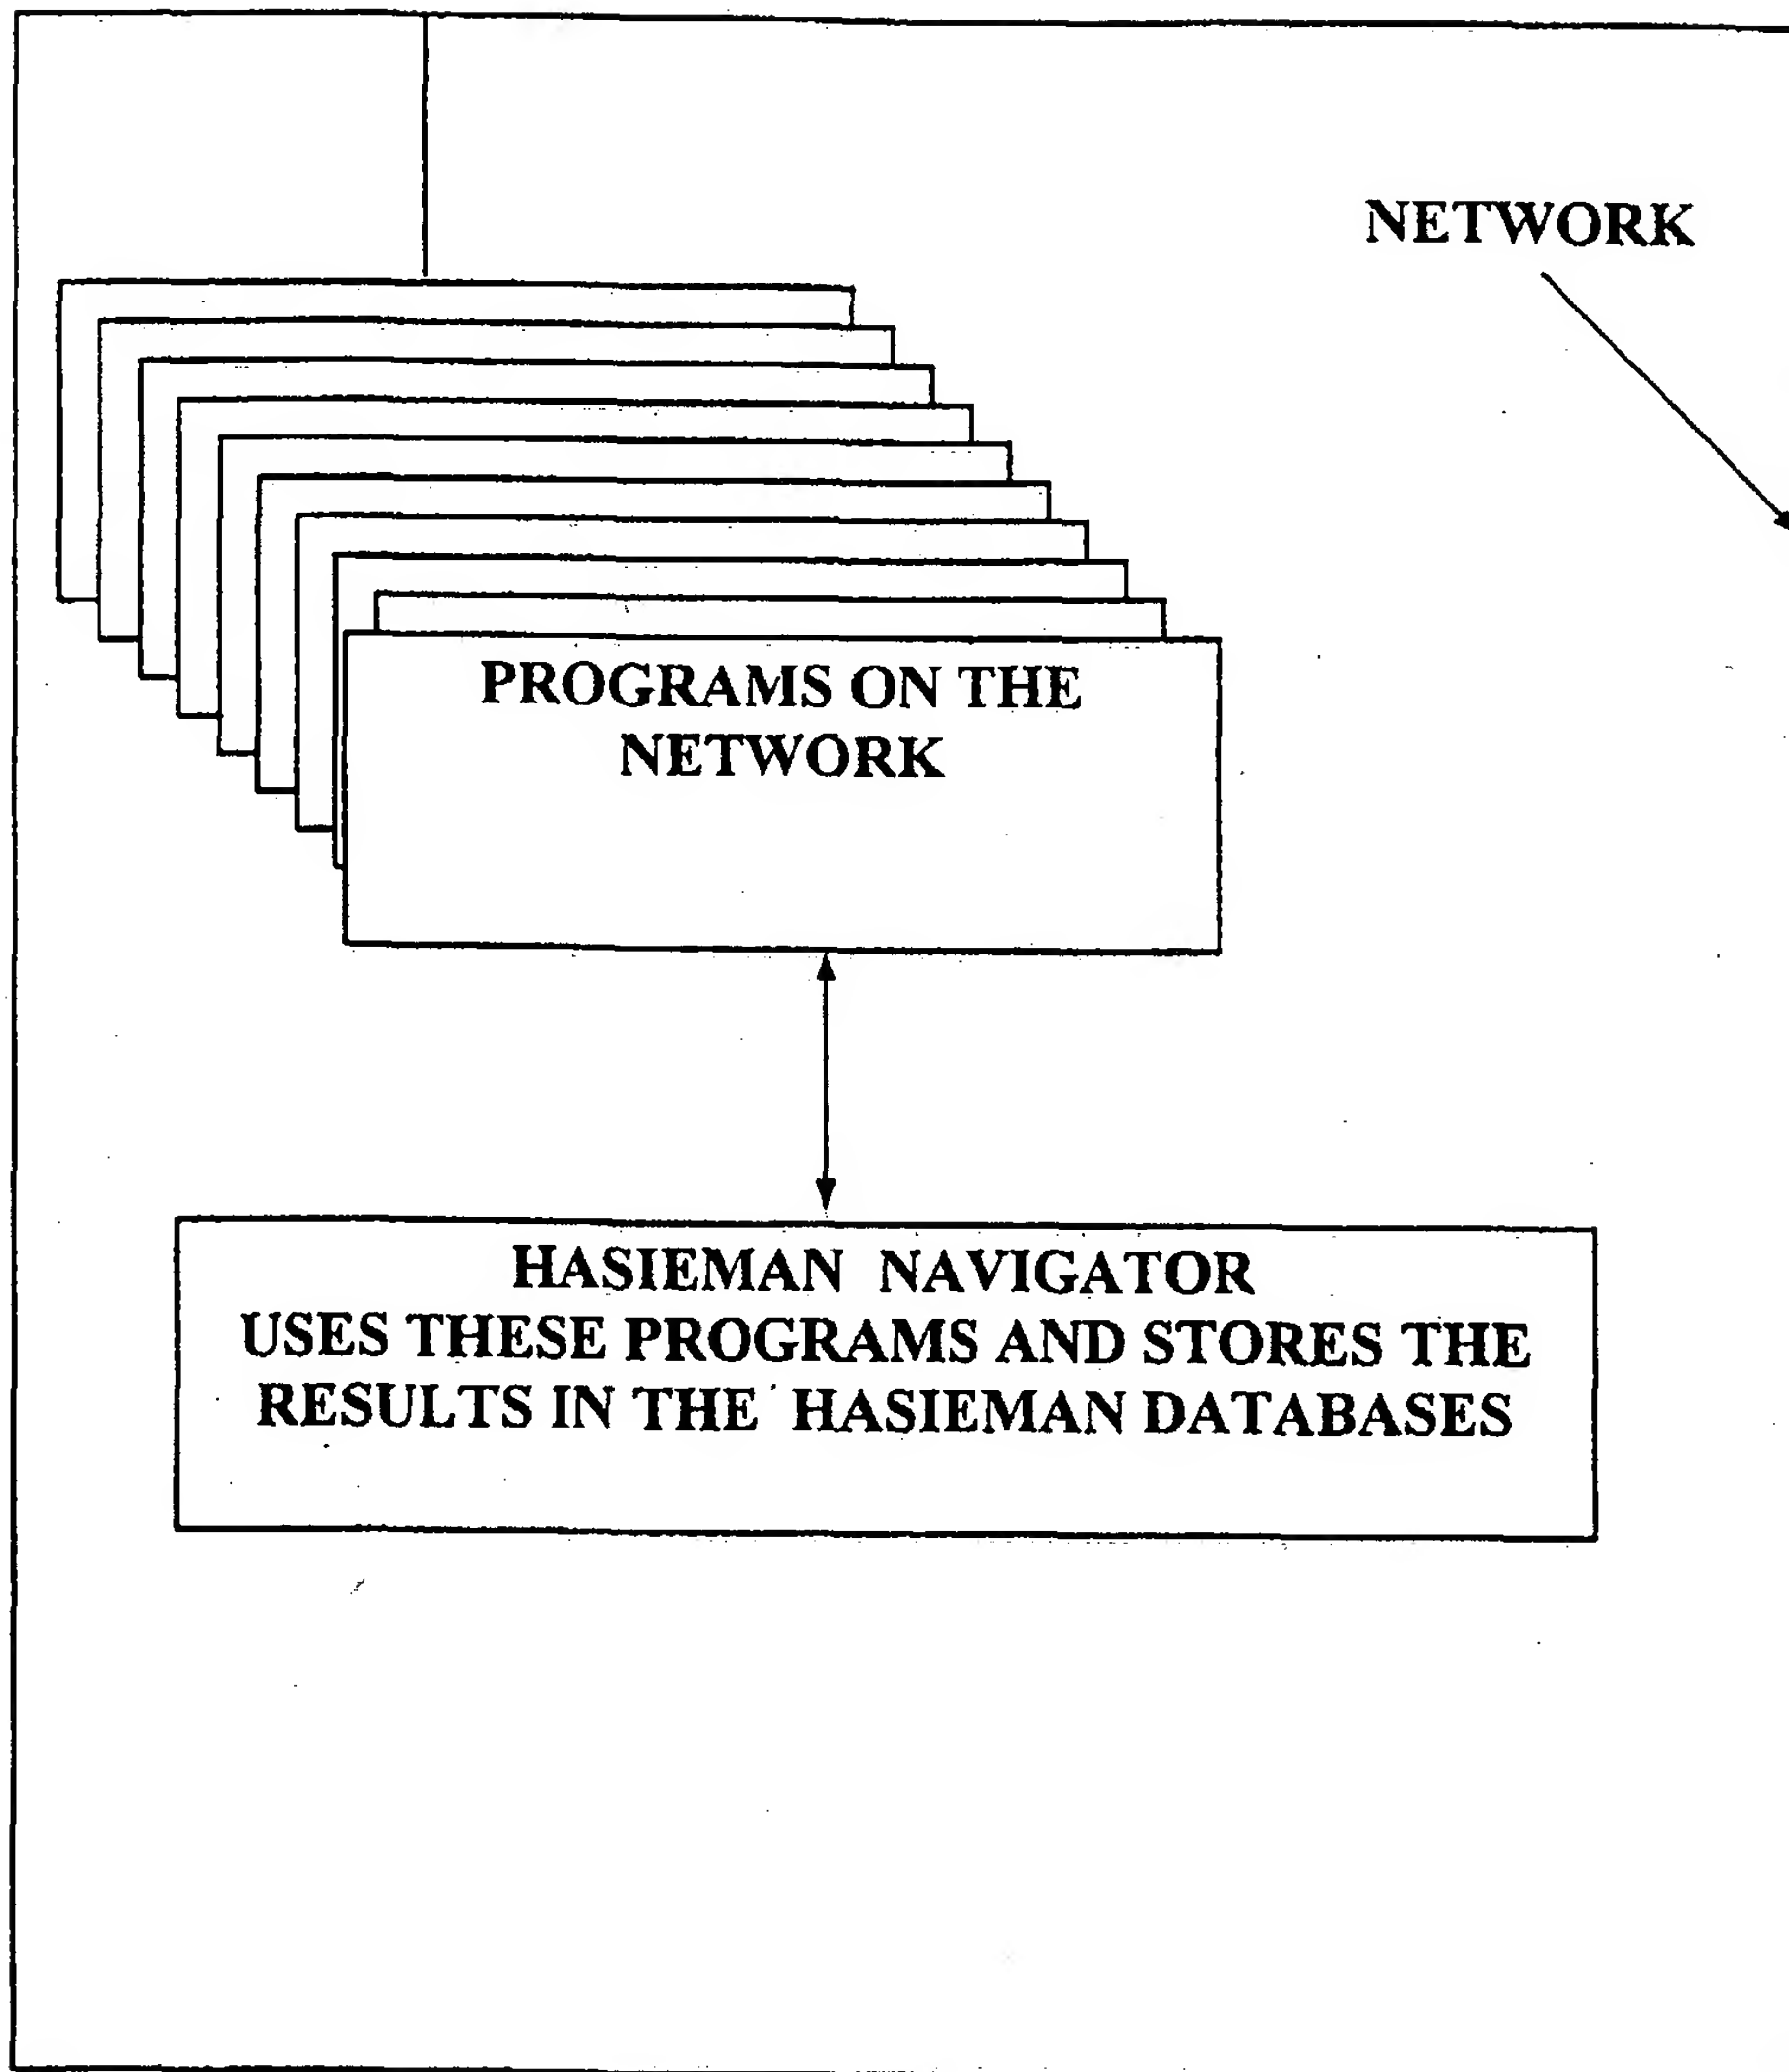 NETWORK
PROGRAMS ON THE
NETWORK
HASIEMAN NAVIGATOR
USES THESE PROGRAMS AND STORES THE
RESULTS IN THE HASIEMAN DATABASES